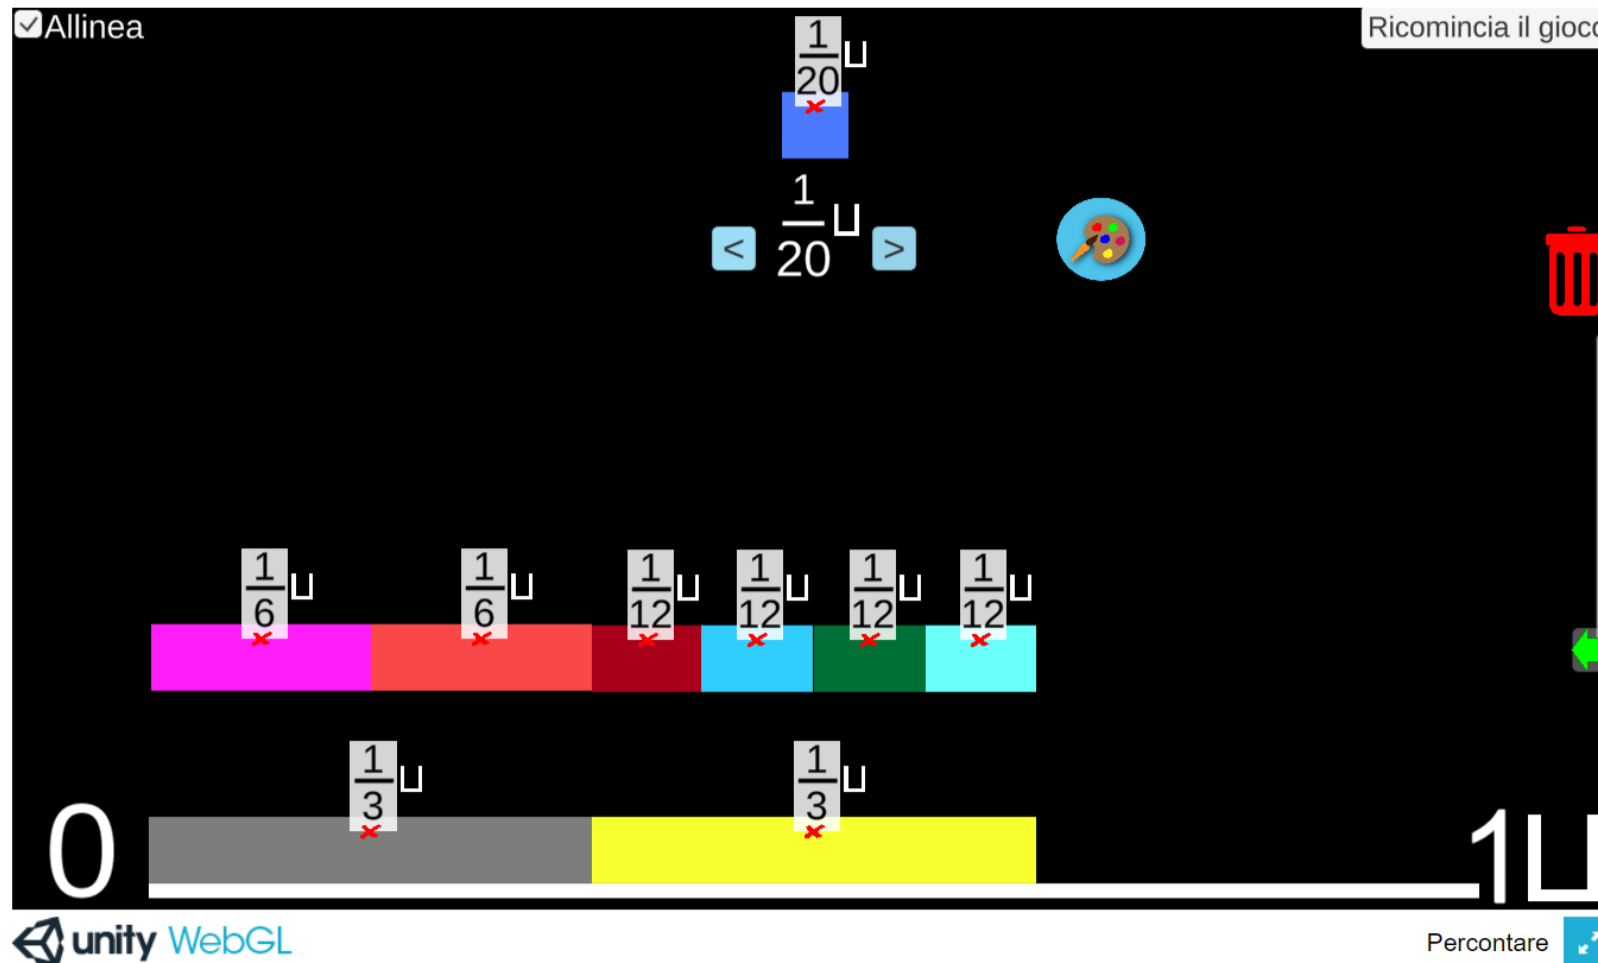 Allinea
Ricomincia il gioco
1
20 U
1
20 U
< >
1
6 U
1
6 U
1
12 U
1
12 U
1
12 U
1
12 U
1
3 U
1
3 U
0
1U
unity WebGL
Percontare